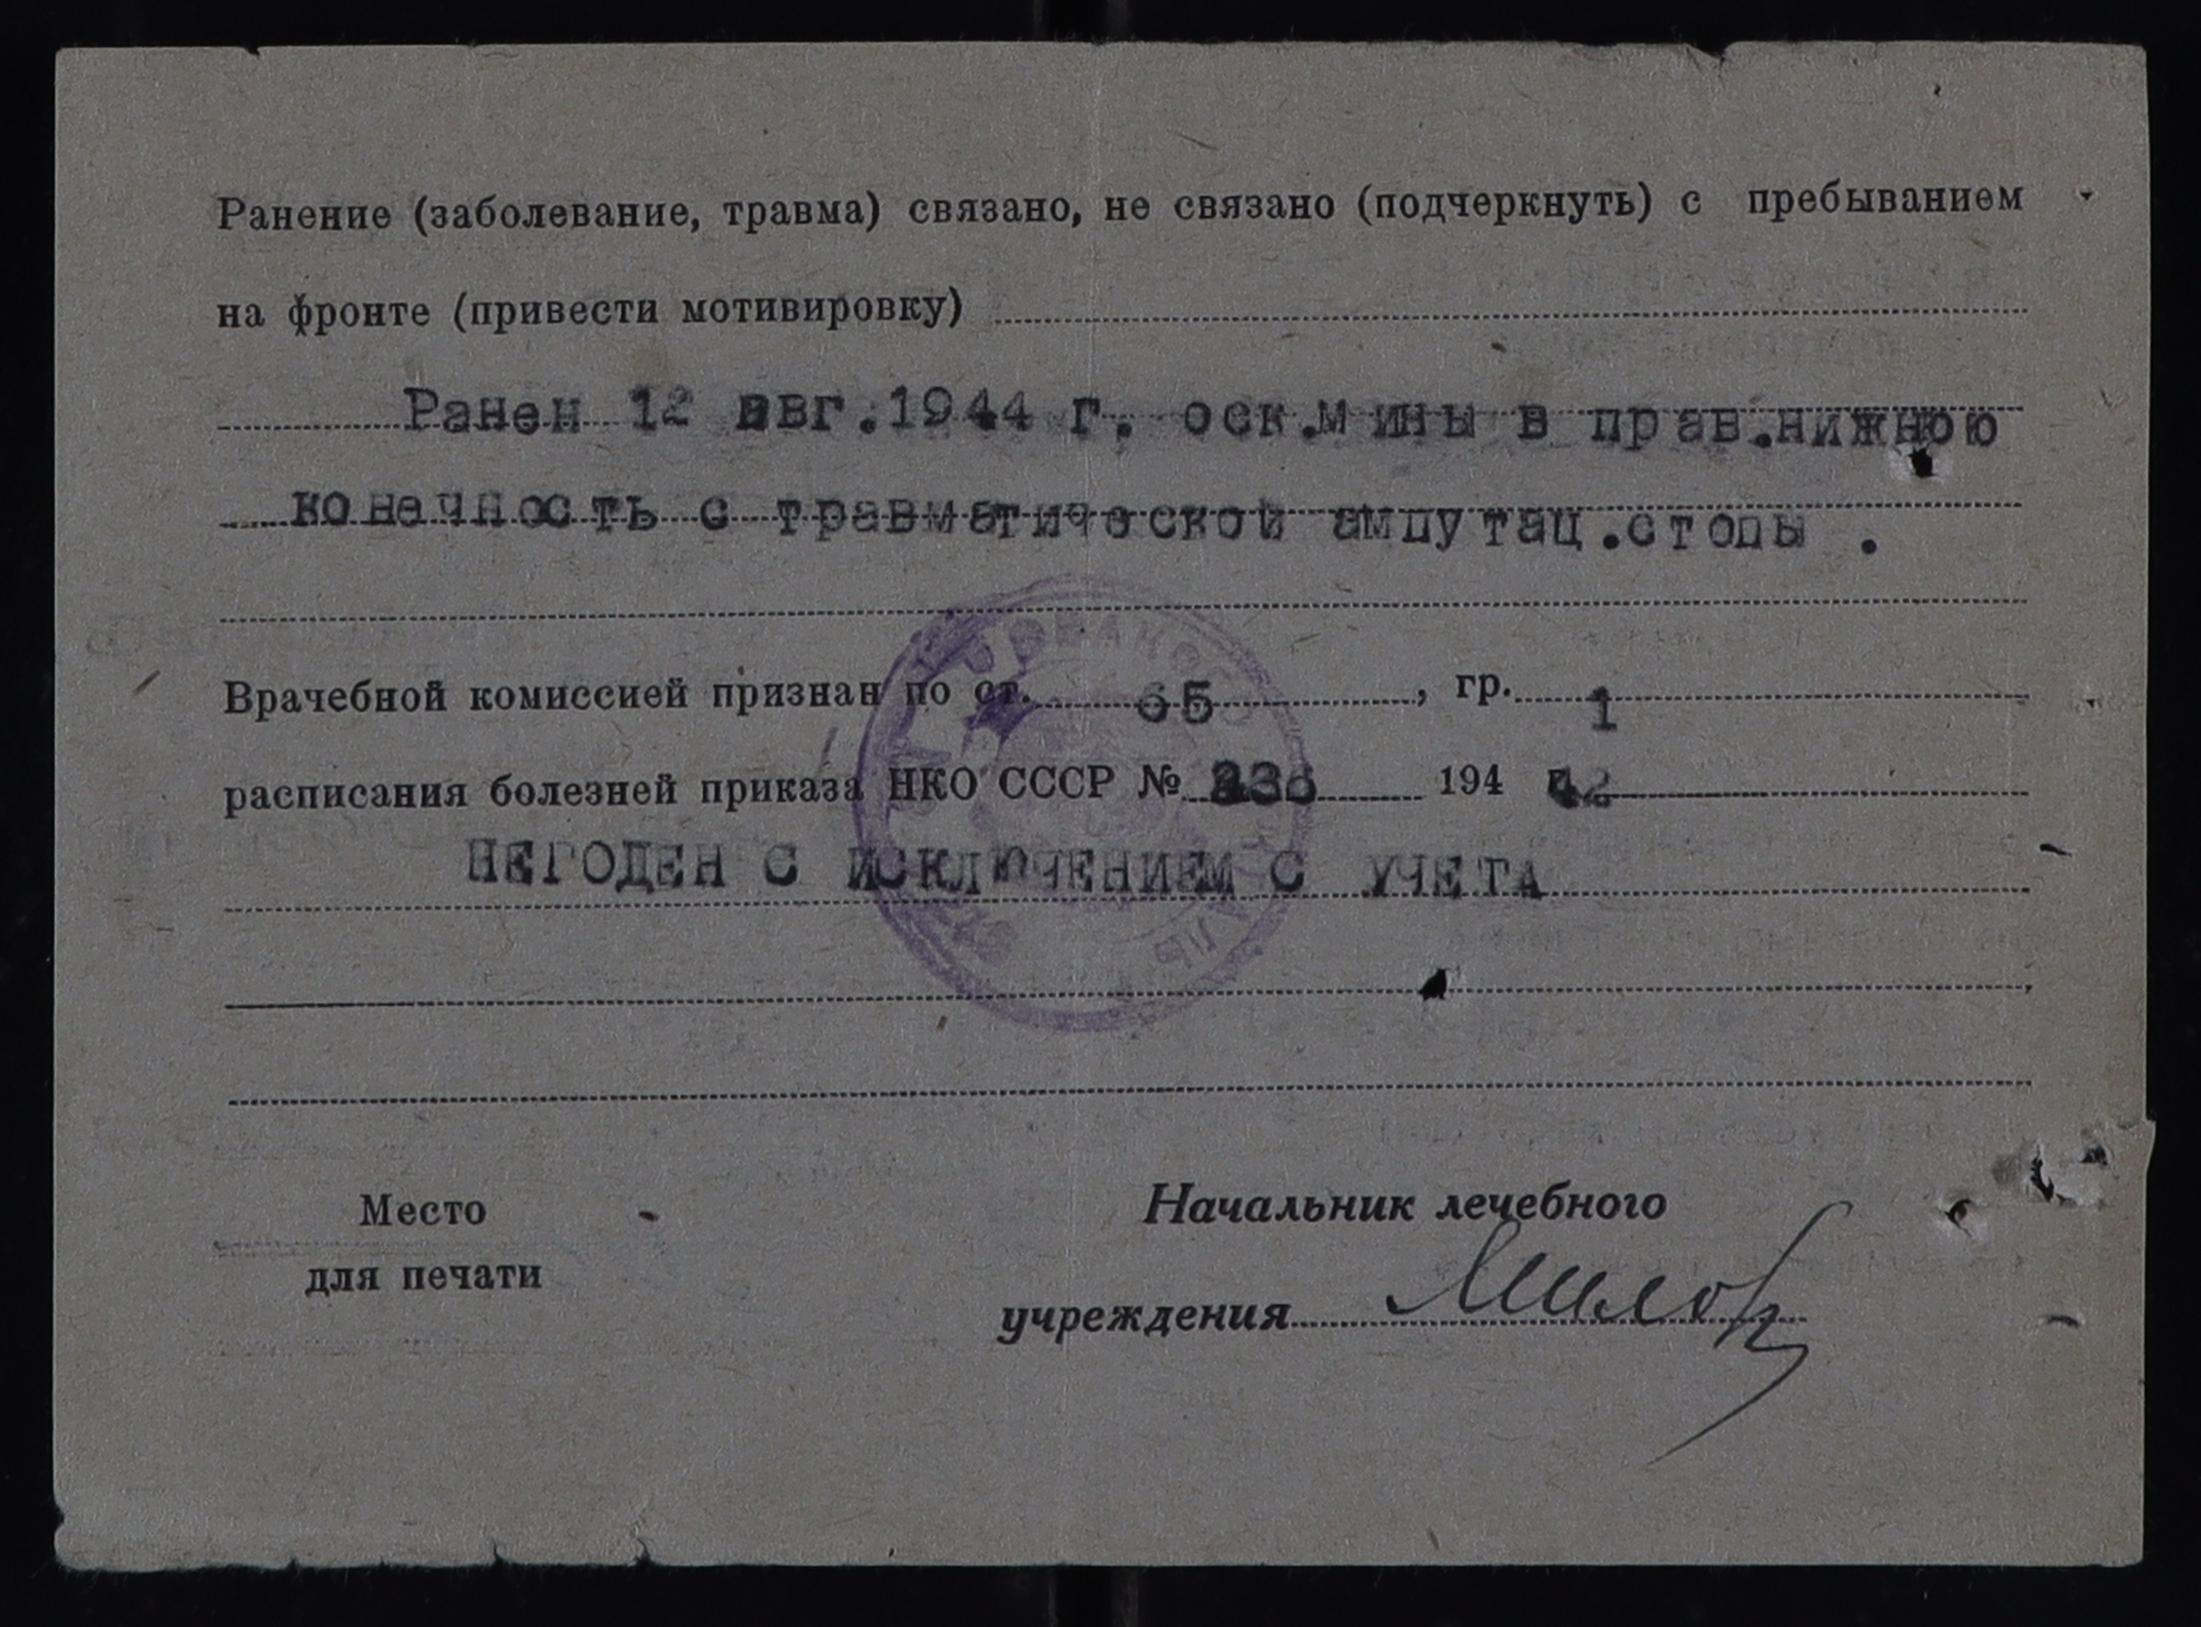 Ранение (заболевание, травма) связано, не связано (подчеркнуть) с пребыванием
на фронте (привести мотивировку)
Ранен 12 авг.1944 г. оск.мины в прав.нижнюю
конечность с травматической ампутац.стопы .
Врачебной комиссией признан по ст. 65 , гр. 1
расписания болезней приказа НКО СССР № 336 194 42
НЕГОДЕН С ИСКЛЮЧЕНИЕМ С УЧЕТА
Место
для печати
Начальник лечебного
учреждения